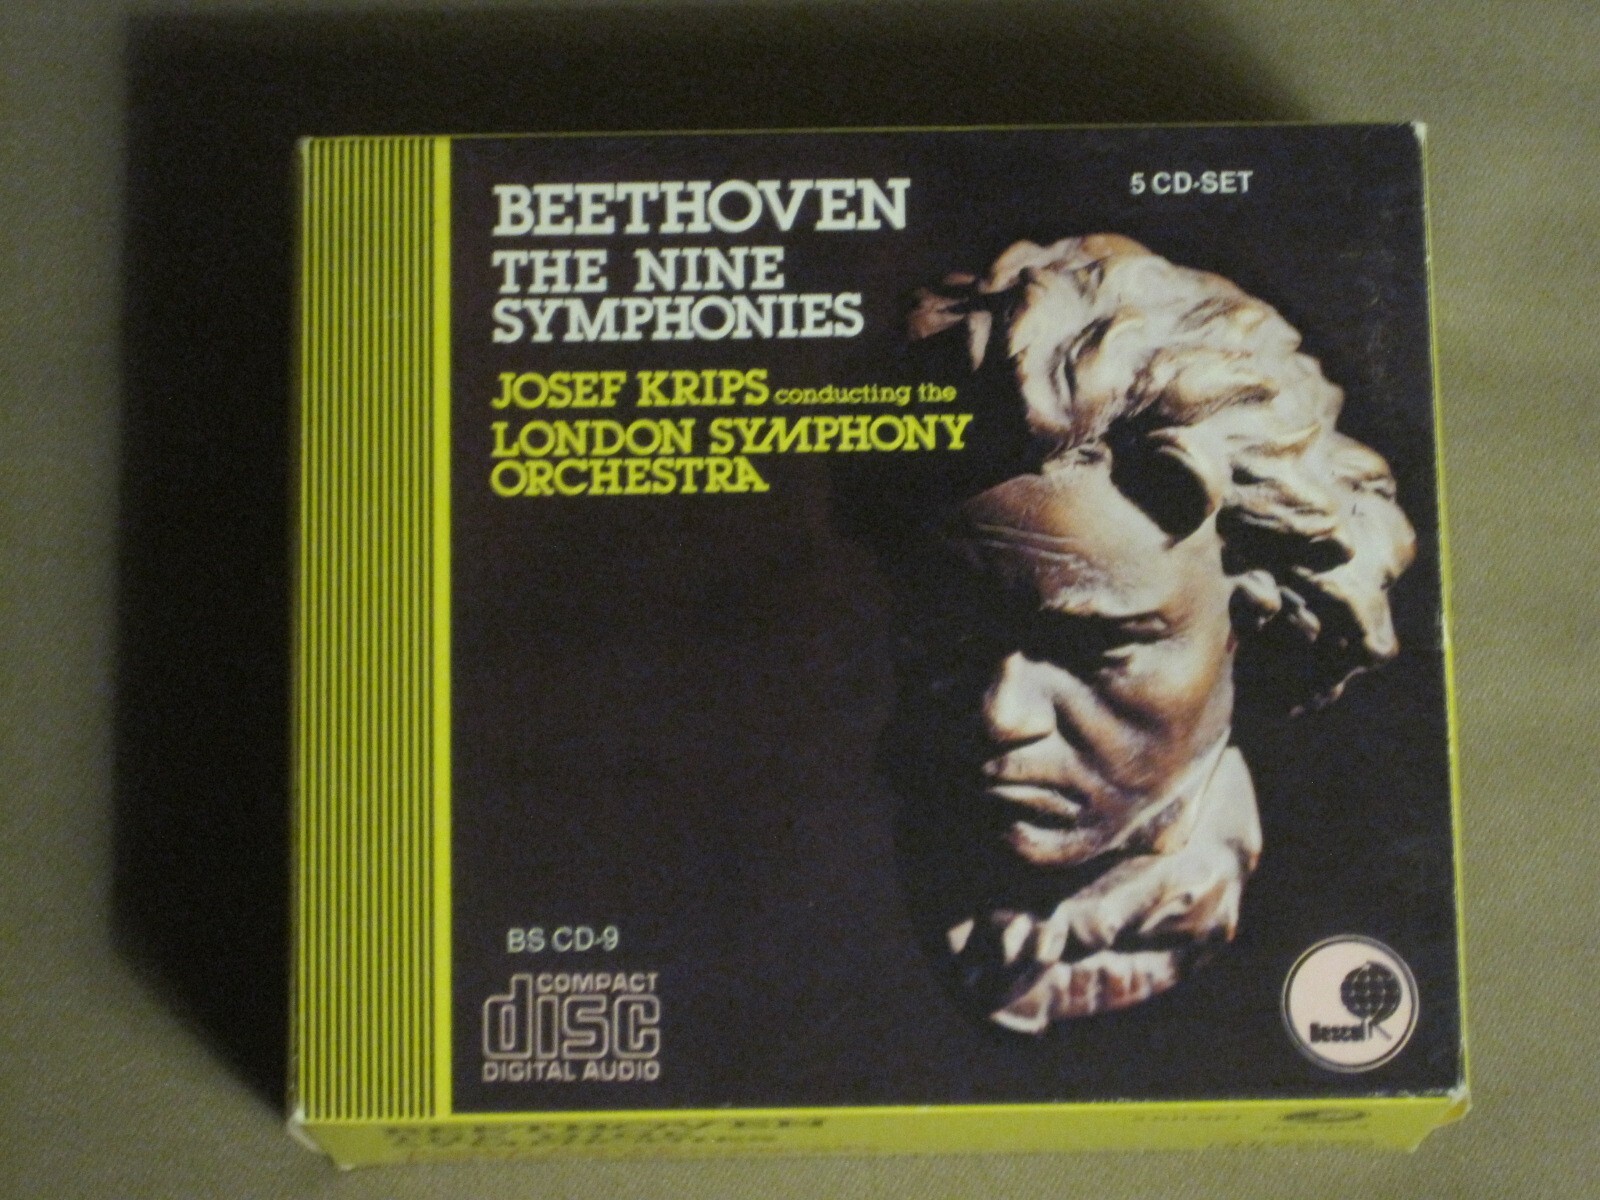 BEETHOVEN
5 CD-SET
THE NINE
SYMPHONIES
JOSEF KRIPS conducting the
LONDON SYMPHONY
ORCHESTRA
BS CD-9
COMPACT
disc
DIGITAL AUDIO
Bescol
BEETHOVEN